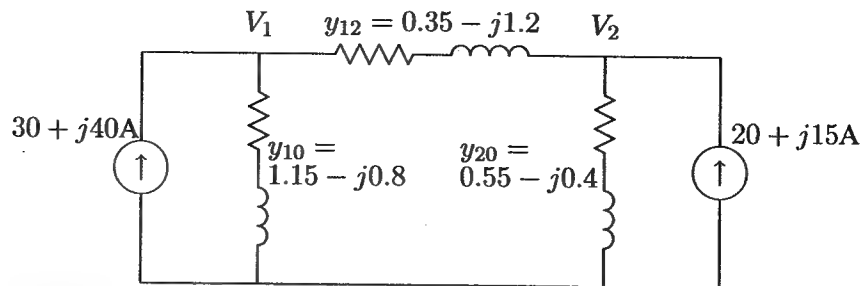 V₁
y₁₂ = 0.35 − j1.2
V₂
30 + j40A
y₁₀ =
1.15 − j0.8
y₂₀ =
0.55 − j0.4
20 + j15A